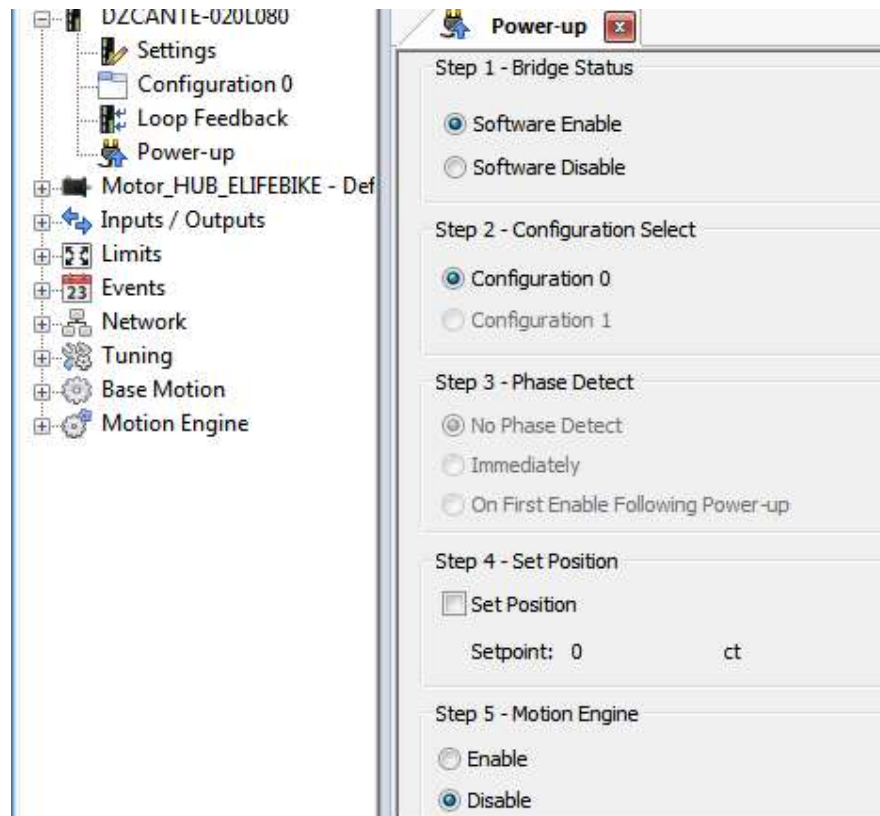 DZCANTE-020L080
Settings
Configuration 0
Loop Feedback
Power-up
Motor_HUB_ELIFEBIKE - Def
Inputs / Outputs
Limits
23
Events
Network
Tuning
Base Motion
Motion Engine
Power-up
Step 1 - Bridge Status
Software Enable
Software Disable
Step 2 - Configuration Select
Configuration 0
Configuration 1
Step 3 - Phase Detect
No Phase Detect
Immediately
On First Enable Following Power-up
Step 4 - Set Position
Set Position
Setpoint: 0 ct
Step 5 - Motion Engine
Enable
Disable